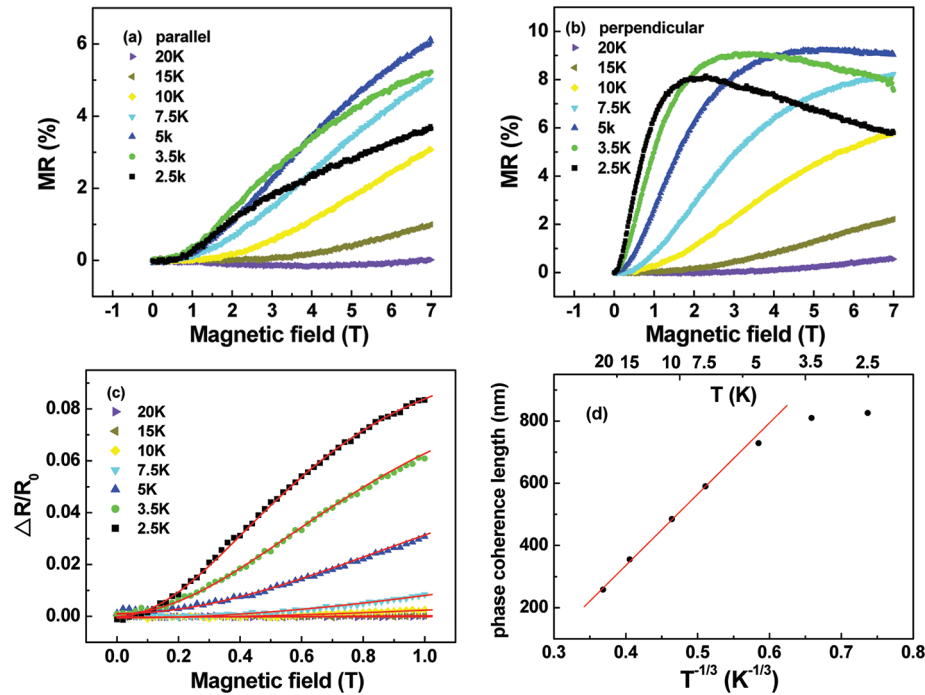 (a) parallel
20K
15K
10K
7.5K
5k
3.5k
2.5k
6
4
2
0
MR (%)
-1 0 1 2 3 4 5 6 7
Magnetic field (T)
(b) perpendicular
20K
15K
10K
7.5K
5k
3.5K
2.5K
10
8
6
4
2
0
MR (%)
-1 0 1 2 3 4 5 6 7
Magnetic field (T)
(c)
20K
15K
10K
7.5K
5K
3.5K
2.5K
0.08
0.06
0.04
0.02
0.00
△R/R0
0.0 0.2 0.4 0.6 0.8 1.0
Magnetic field (T)
20 15 10 7.5 5 3.5 2.5
T (K)
(d)
800
600
400
200
phase coherence length (nm)
0.3 0.4 0.5 0.6 0.7 0.8
T-1/3 (K-1/3)